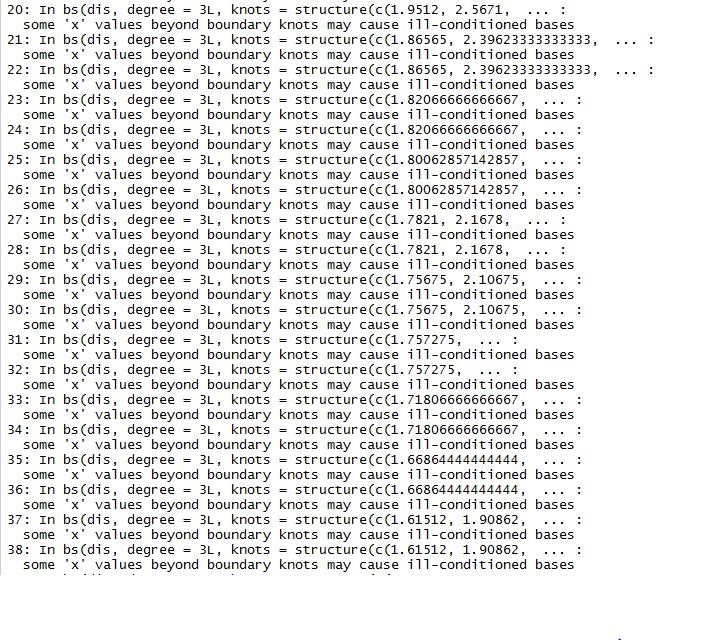 20: In bs(dis, degree = 3L, knots = structure(c(1.9512, 2.5671,  ... :
  some 'x' values beyond boundary knots may cause ill-conditioned bases
21: In bs(dis, degree = 3L, knots = structure(c(1.86565, 2.39623333333333,  ... :
  some 'x' values beyond boundary knots may cause ill-conditioned bases
22: In bs(dis, degree = 3L, knots = structure(c(1.86565, 2.39623333333333,  ... :
  some 'x' values beyond boundary knots may cause ill-conditioned bases
23: In bs(dis, degree = 3L, knots = structure(c(1.82066666666667,  ... :
  some 'x' values beyond boundary knots may cause ill-conditioned bases
24: In bs(dis, degree = 3L, knots = structure(c(1.82066666666667,  ... :
  some 'x' values beyond boundary knots may cause ill-conditioned bases
25: In bs(dis, degree = 3L, knots = structure(c(1.80062857142857,  ... :
  some 'x' values beyond boundary knots may cause ill-conditioned bases
26: In bs(dis, degree = 3L, knots = structure(c(1.80062857142857,  ... :
  some 'x' values beyond boundary knots may cause ill-conditioned bases
27: In bs(dis, degree = 3L, knots = structure(c(1.7821, 2.1678,  ... :
  some 'x' values beyond boundary knots may cause ill-conditioned bases
28: In bs(dis, degree = 3L, knots = structure(c(1.7821, 2.1678,  ... :
  some 'x' values beyond boundary knots may cause ill-conditioned bases
29: In bs(dis, degree = 3L, knots = structure(c(1.75675, 2.10675,  ... :
  some 'x' values beyond boundary knots may cause ill-conditioned bases
30: In bs(dis, degree = 3L, knots = structure(c(1.75675, 2.10675,  ... :
  some 'x' values beyond boundary knots may cause ill-conditioned bases
31: In bs(dis, degree = 3L, knots = structure(c(1.757275,  ... :
  some 'x' values beyond boundary knots may cause ill-conditioned bases
32: In bs(dis, degree = 3L, knots = structure(c(1.757275,  ... :
  some 'x' values beyond boundary knots may cause ill-conditioned bases
33: In bs(dis, degree = 3L, knots = structure(c(1.71806666666667,  ... :
  some 'x' values beyond boundary knots may cause ill-conditioned bases
34: In bs(dis, degree = 3L, knots = structure(c(1.71806666666667,  ... :
  some 'x' values beyond boundary knots may cause ill-conditioned bases
35: In bs(dis, degree = 3L, knots = structure(c(1.66864444444444,  ... :
  some 'x' values beyond boundary knots may cause ill-conditioned bases
36: In bs(dis, degree = 3L, knots = structure(c(1.66864444444444,  ... :
  some 'x' values beyond boundary knots may cause ill-conditioned bases
37: In bs(dis, degree = 3L, knots = structure(c(1.61512, 1.90862,  ... :
  some 'x' values beyond boundary knots may cause ill-conditioned bases
38: In bs(dis, degree = 3L, knots = structure(c(1.61512, 1.90862,  ... :
  some 'x' values beyond boundary knots may cause ill-conditioned bases